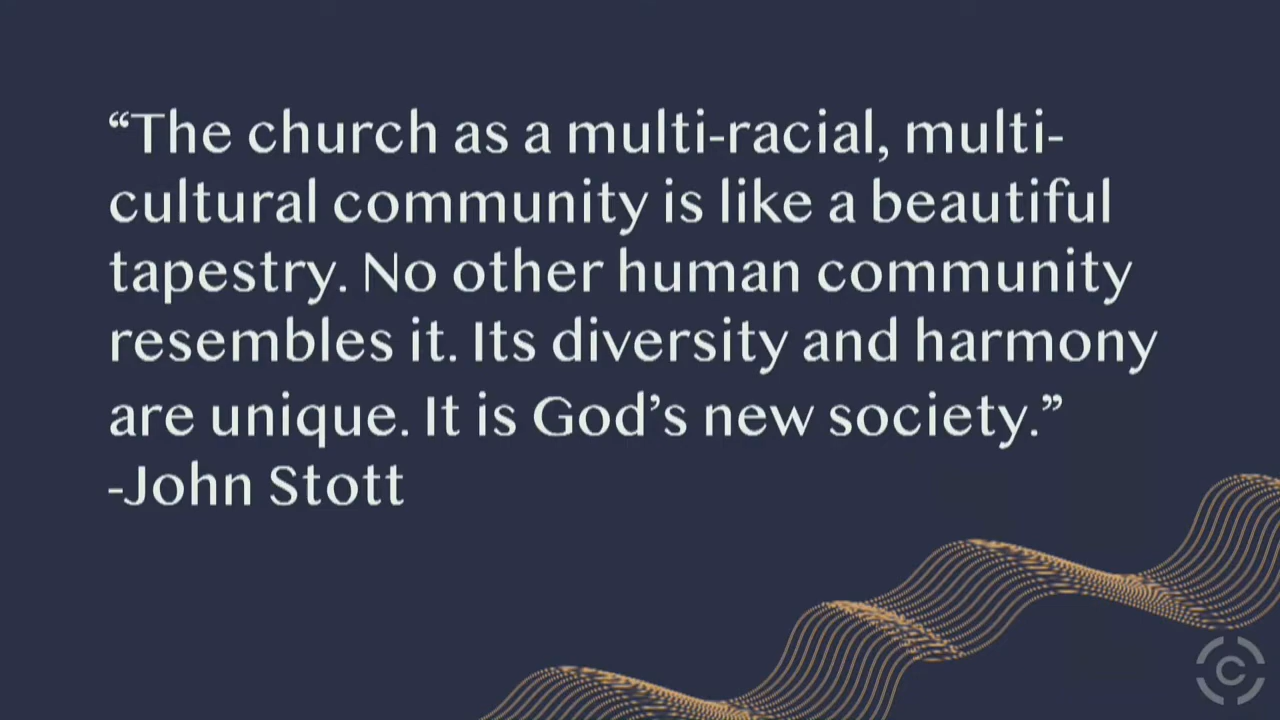 “The church as a multi-racial, multi-
cultural community is like a beautiful
tapestry. No other human community
resembles it. Its diversity and harmony
are unique. It is God’s new society.”
-John Stott
C